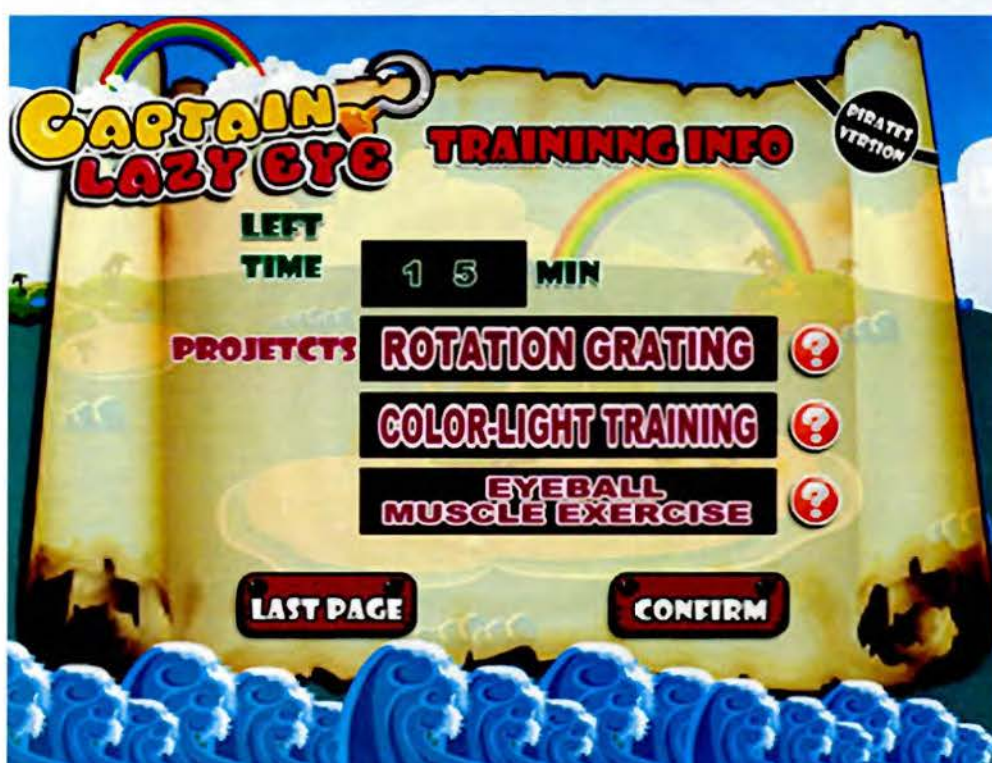 CAPTAIN
LAZY EYE
TRAININNG INFO
PIRATES
VERSION
LEFT
TIME
1 5 MIN
PROJETCTS
ROTATION GRATING
?
COLOR-LIGHT TRAINING
?
EYEBALL
MUSCLE EXERCISE
?
LAST PAGE
CONFIRM